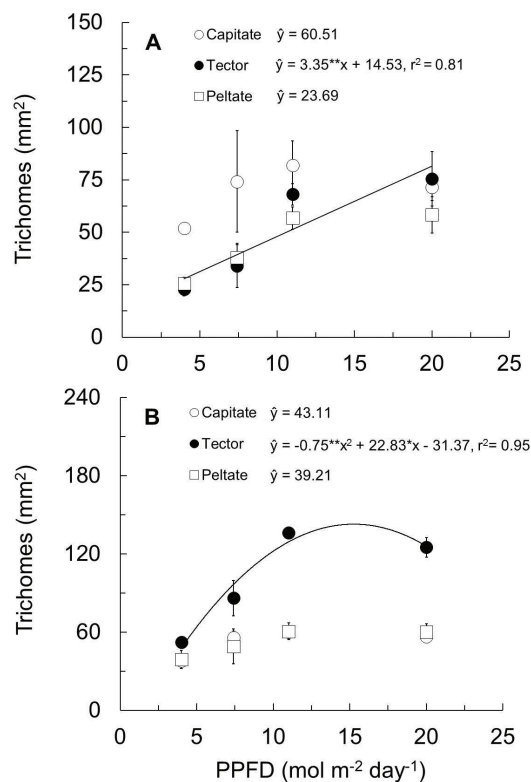 150
A
Capitate ŷ = 60.51
125
Tector ŷ = 3.35**x + 14.53, r² = 0.81
Peltate ŷ = 23.69
100
75
50
25
0
Trichomes (mm²)
0 5 10 15 20 25
240
B
Capitate ŷ = 43.11
Tector ŷ = -0.75**x² + 22.83*x - 31.37, r²= 0.95
180
Peltate ŷ = 39.21
120
60
0
Trichomes (mm²)
0 5 10 15 20 25
PPFD (mol m⁻² day⁻¹)